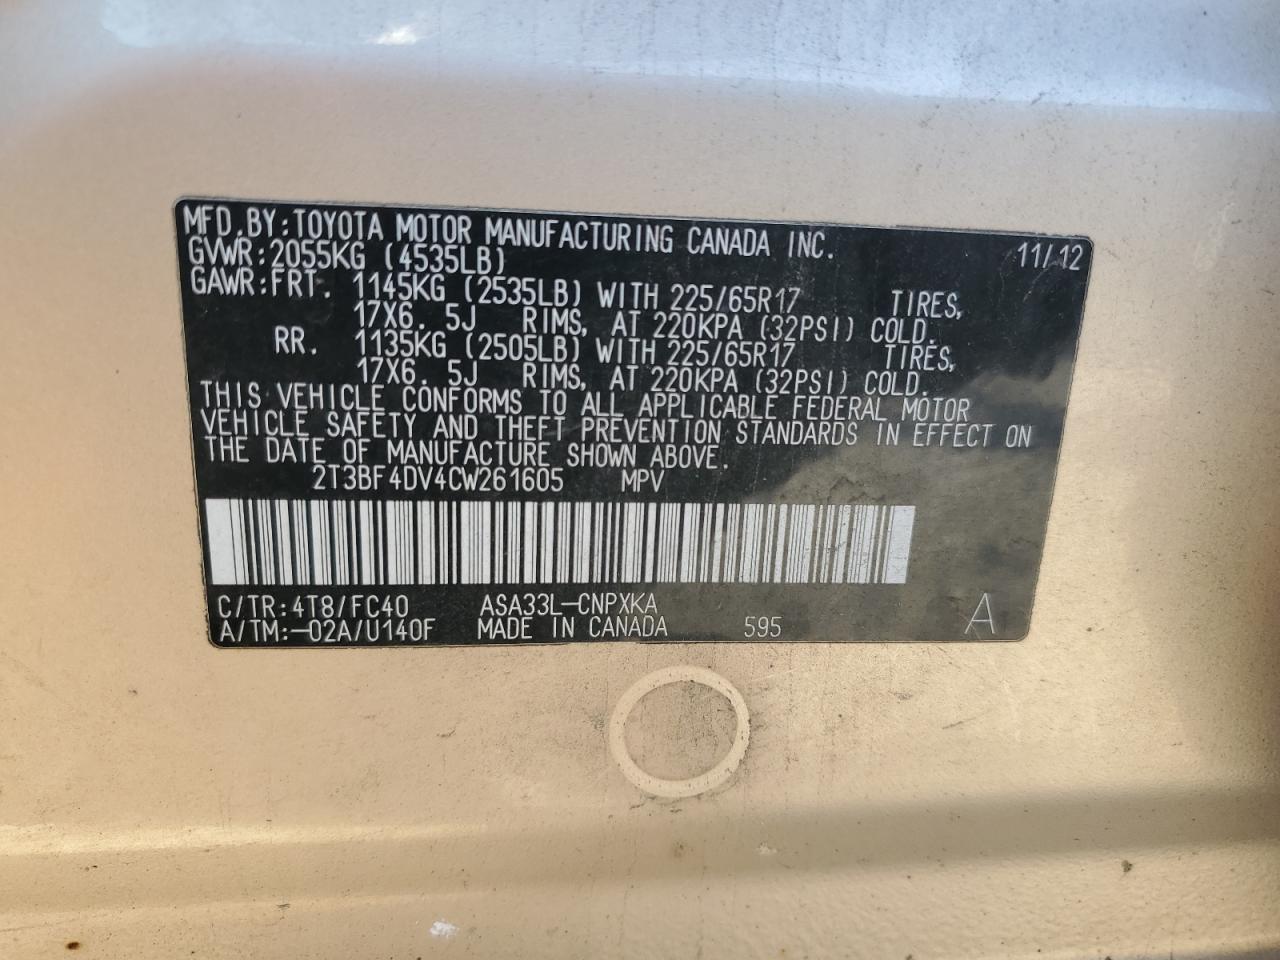 MFD. BY: TOYOTA MOTOR MANUFACTURING CANADA INC. 11/12
GVWR: 2055KG (4535LB)
GAWR: FRT. 1145KG (2535LB) WITH 225/65R17 TIRES,
17X6. 5J RIMS, AT 220KPA (32PSI) COLD.
RR. 1135KG (2505LB) WITH 225/65R17 TIRES,
17X6. 5J RIMS, AT 220KPA (32PSI) COLD.
THIS VEHICLE CONFORMS TO ALL APPLICABLE FEDERAL MOTOR
VEHICLE SAFETY AND THEFT PREVENTION STANDARDS IN EFFECT ON
THE DATE OF MANUFACTURE SHOWN ABOVE.
2T3BF4DV4CW261605 MPV
C/TR: 4T8/FC40 ASA33L-CNPXKA
A/TM: -02A/U140F MADE IN CANADA 595 A